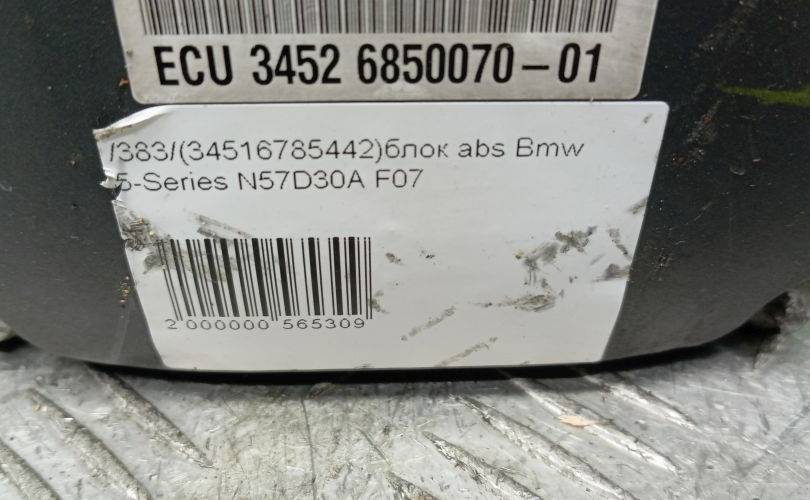 ECU 3452 6850070-01
/383/(34516785442)блок abs Bmw
5-Series N57D30A F07
2 000000 565309